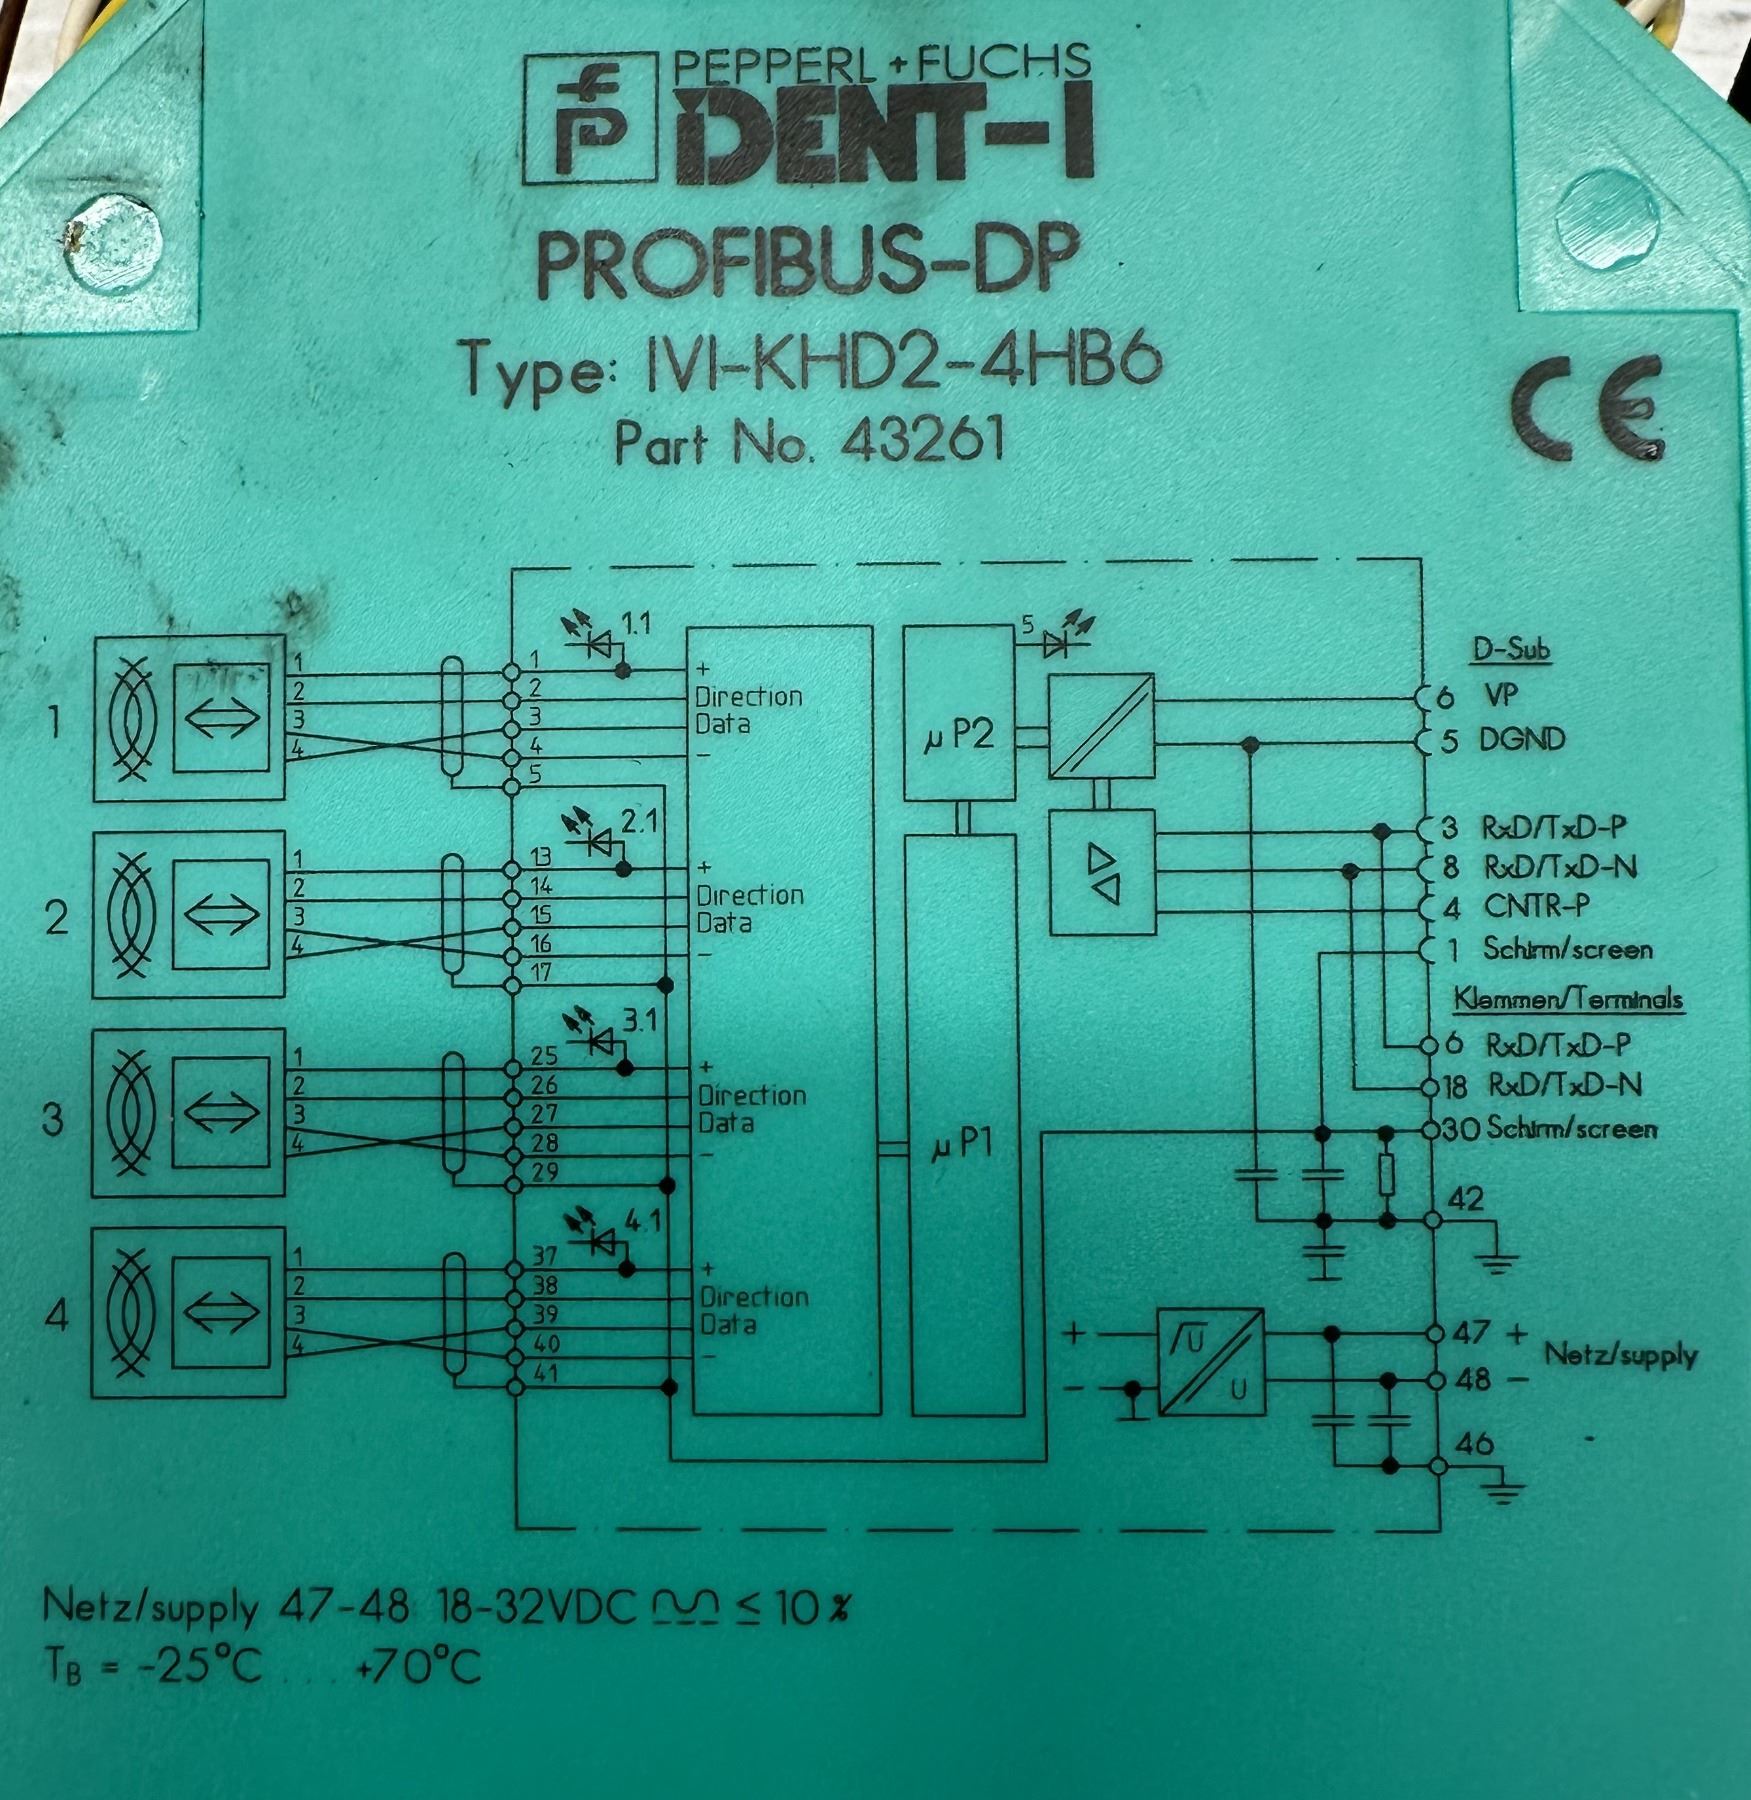 PEPPERL+FUCHS
IDENT-I
PROFIBUS-DP
Type: IVI-KHD2-4HB6
Part No. 43261
CE
1
1
2
3
4
1
2
3
4
5
1.1
+
Direction
Data
-
2
1
2
3
4
13
14
15
16
17
2.1
+
Direction
Data
-
3
1
2
3
4
25
26
27
28
29
3.1
+
Direction
Data
-
4
1
2
3
4
37
38
39
40
41
4.1
+
Direction
Data
-
µP2
5
µP1
D-Sub
6 VP
5 DGND
3 RxD/TxD-P
8 RxD/TxD-N
4 CNTR-P
1 Schirm/screen
Klemmen/Terminals
6 RxD/TxD-P
18 RxD/TxD-N
30 Schirm/screen
42
+
-
U
U
47 +
48 -
Netz/supply
46
Netz/supply 47-48 18-32VDC ≤ 10%
TB = -25°C .... +70°C